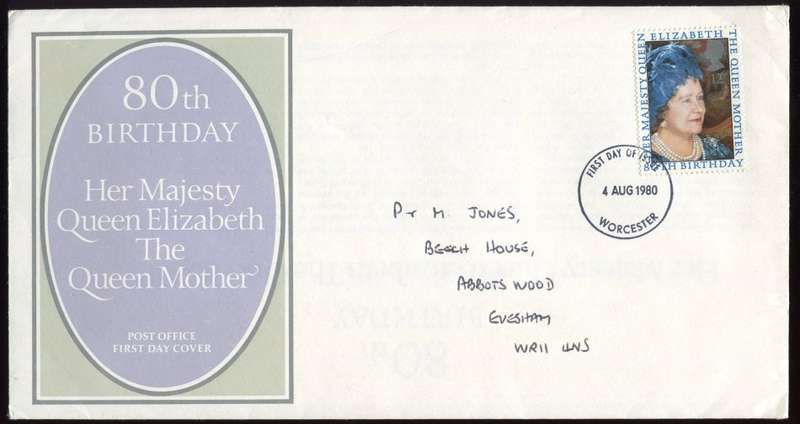 80th
BIRTHDAY
Her Majesty
Queen Elizabeth
The
Queen Mother
POST OFFICE
FIRST DAY COVER
HER MAJESTY QUEEN
ELIZABETH
THE QUEEN MOTHER
80TH BIRTHDAY
12
FIRST DAY OF ISSUE
4 AUG 1980
WORCESTER
P & M. JONES,
BEECH HOUSE,
ABBOTS WOOD
EVESHAM
WR11 4NS